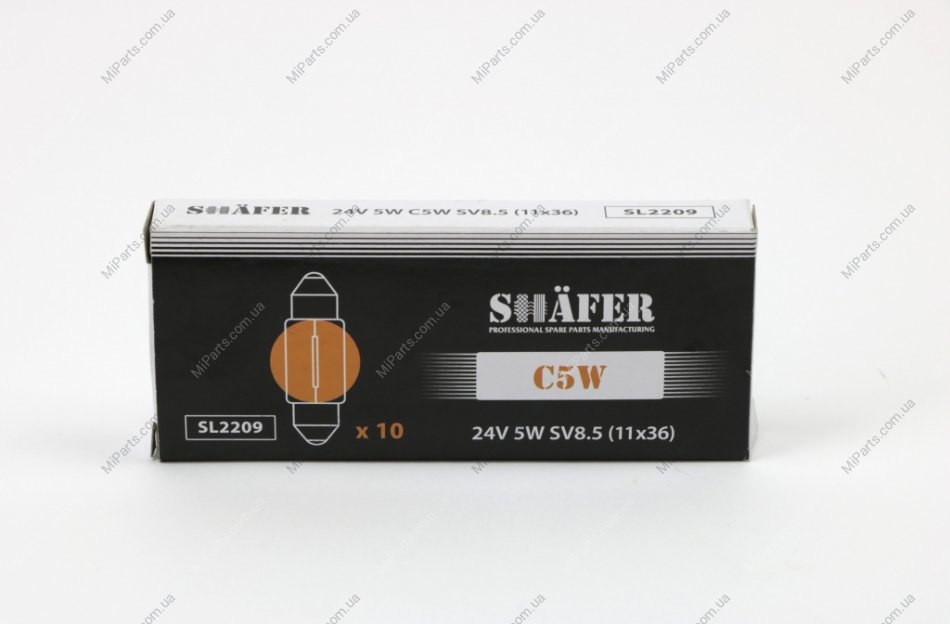 SHÄFER 24V 5W C5W SV8.5 (11x36) SL2209
SHÄFER
PROFESSIONAL SPARE PARTS MANUFACTURING
C5W
SL2209
x 10
24V 5W SV8.5 (11x36)
MiParts.com.ua